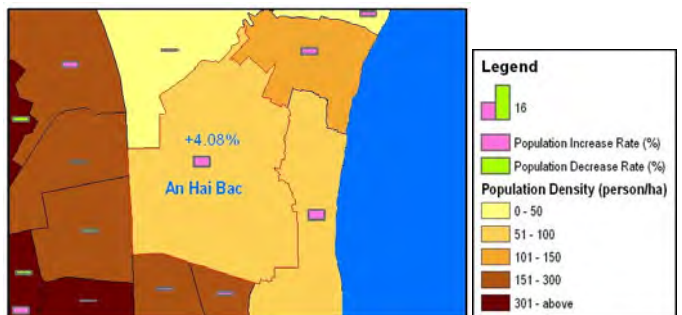 +4.08%
An Hai Bac
Legend
16
Population Increase Rate (%)
Population Decrease Rate (%)
Population Density (person/ha)
0 - 50
51 - 100
101 - 150
151 - 300
301 - above